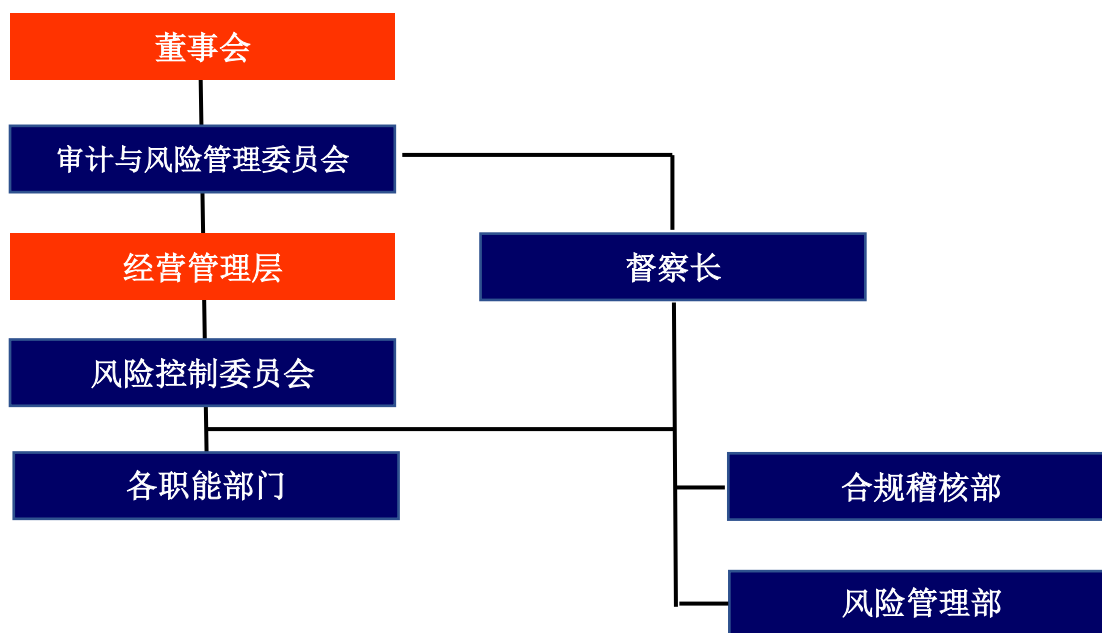 董事会
审计与风险管理委员会
经营管理层
督察长
风险控制委员会
各职能部门
合规稽核部
风险管理部